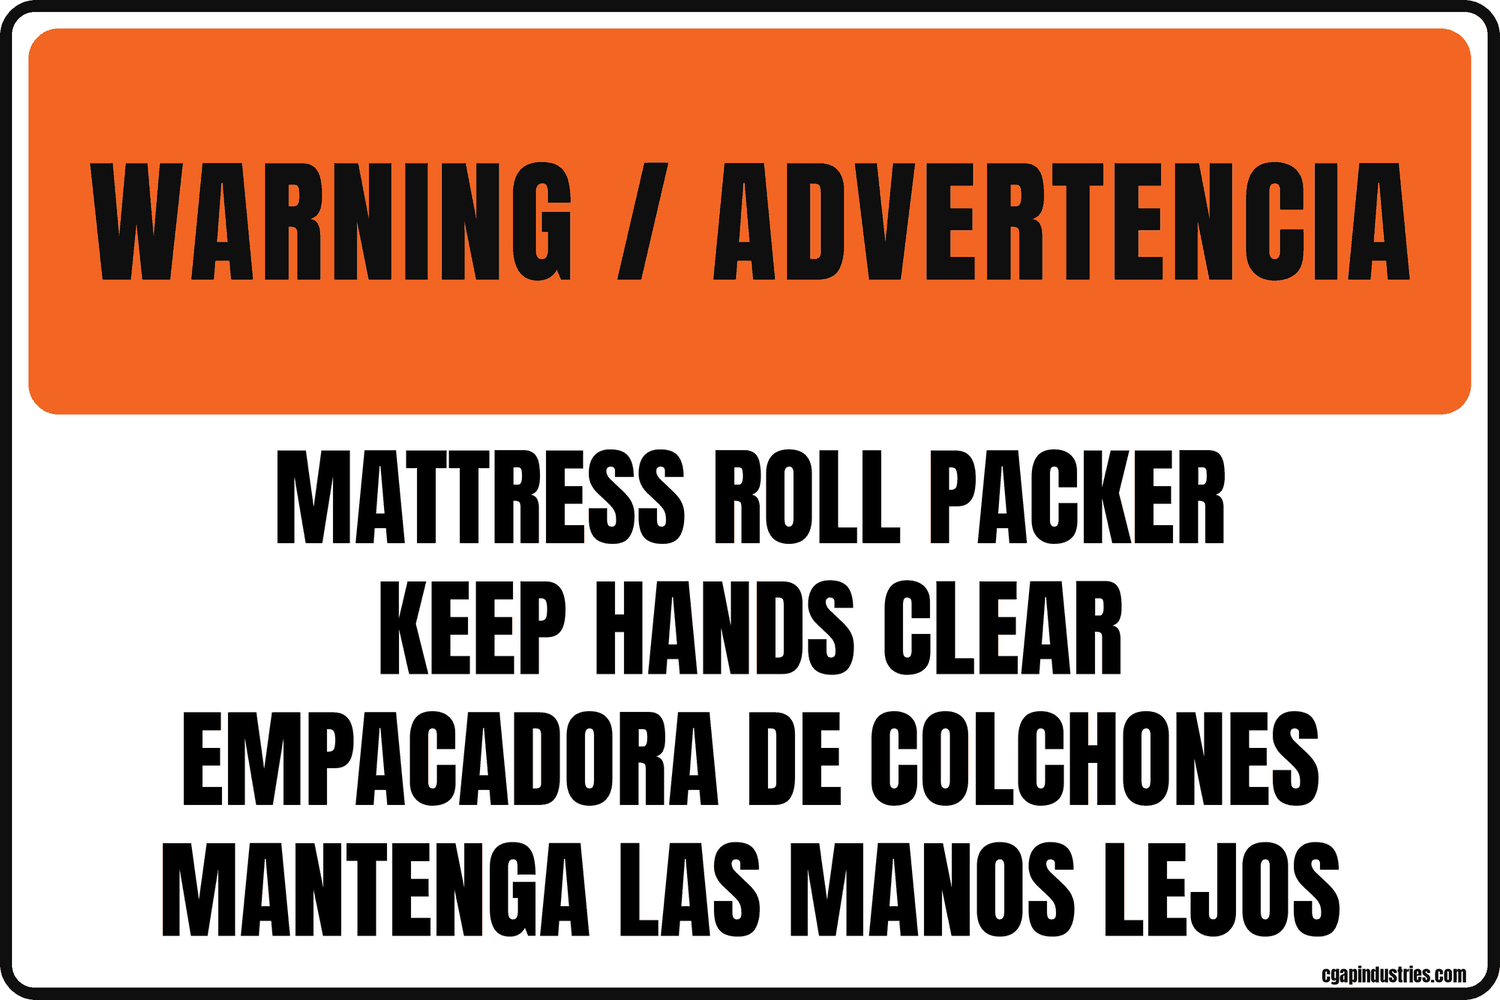 WARNING / ADVERTENCIA
MATTRESS ROLL PACKER
KEEP HANDS CLEAR
EMPACADORA DE COLCHONES
MANTENGA LAS MANOS LEJOS
cgapindustries.com